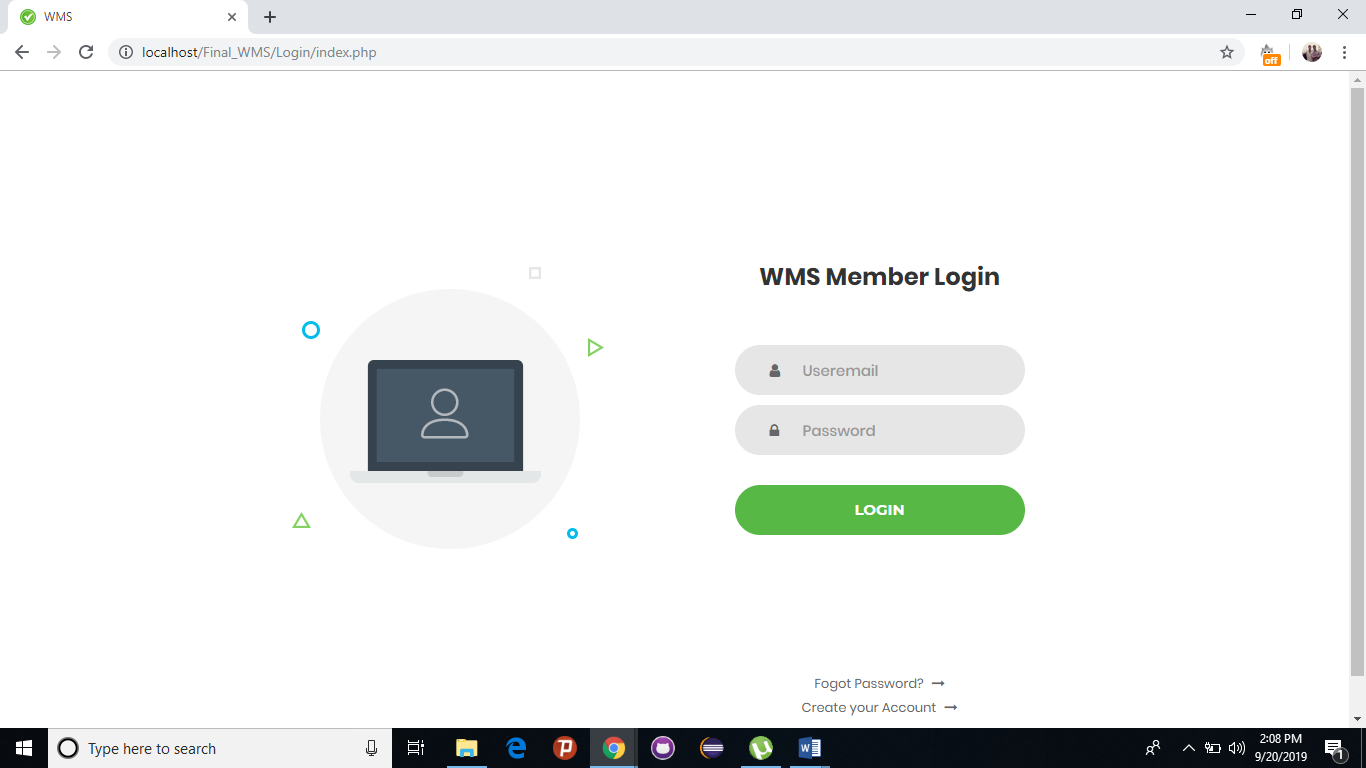 WMS
localhost/Final_WMS/Login/index.php
off
WMS Member Login
Useremail
Password
LOGIN
Fogot Password?
Create your Account
Type here to search
2:08 PM
9/20/2019
1